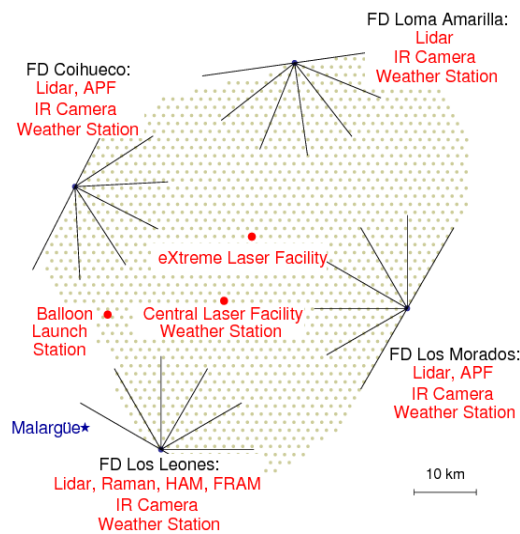 FD Loma Amarilla:
Lidar
IR Camera
Weather Station
FD Coihueco:
Lidar, APF
IR Camera
Weather Station
eXtreme Laser Facility
Balloon
Launch
Station
Central Laser Facility
Weather Station
FD Los Morados:
Lidar, APF
IR Camera
Weather Station
Malargüe
FD Los Leones:
Lidar, Raman, HAM, FRAM
IR Camera
Weather Station
10 km